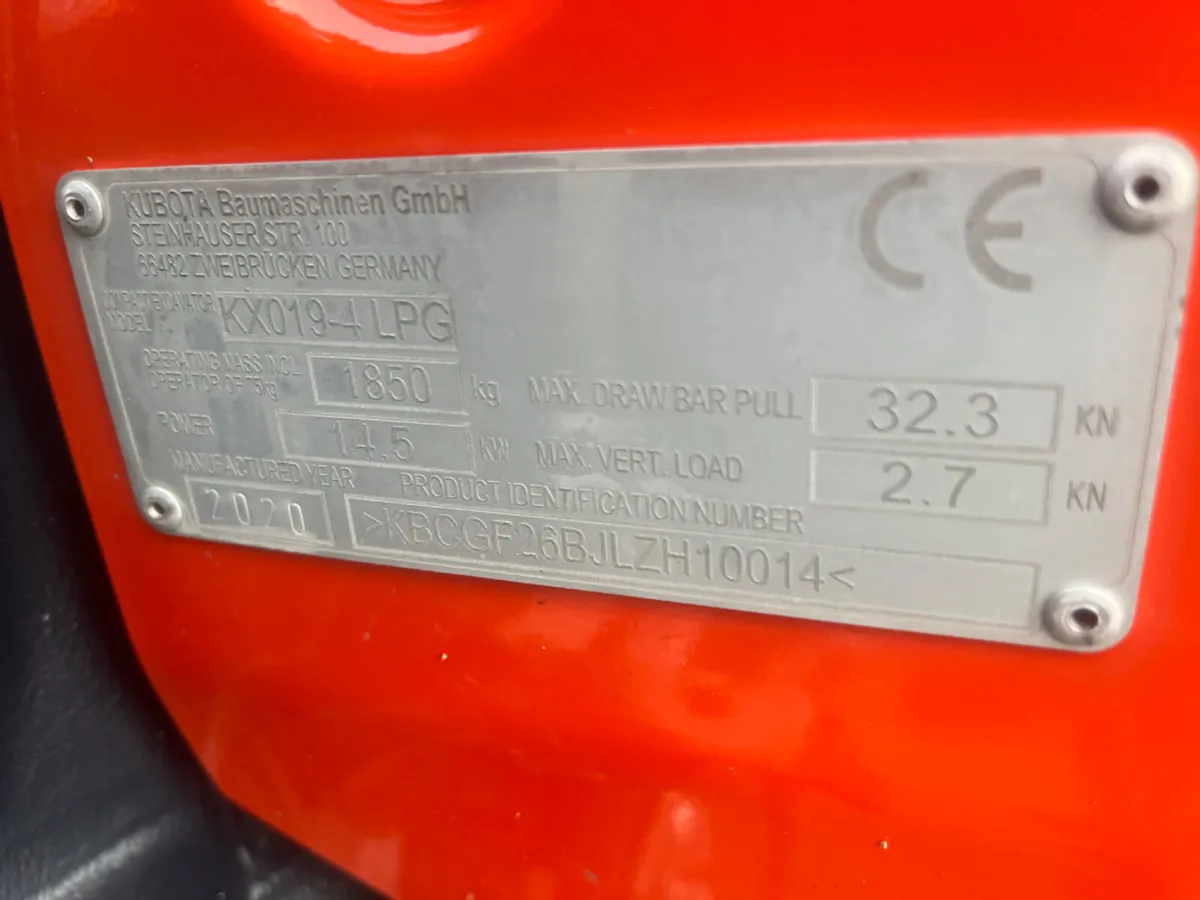 KUBOTA Baumaschinen GmbH
STEINHAUSER STR. 100
66482 ZWEIBRÜCKEN GERMANY
COMPACT EXCAVATOR
MODEL KX019-4 LPG
OPERATING MASS INCL.
OPERATOR OF 75kg 1850 kg
MAX. DRAW BAR PULL 32.3 KN
POWER 14.5 KW
MAX. VERT. LOAD 2.7 KN
MANUFACTURED YEAR
PRODUCT IDENTIFICATION NUMBER
2020
>KBCGF26BJLZH10014<
CE